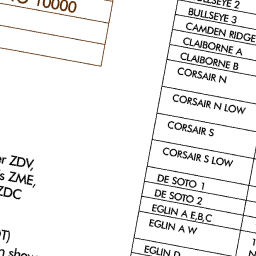 10000
BULLSEYE 2
BULLSEYE 3
CAMDEN RIDGE
CLAIBORNE A
CLAIBORNE B
CORSAIR N
CORSAIR N LOW
CORSAIR S
CORSAIR S LOW
DE SOTO 1
DE SOTO 2
EGLIN A E,B,C
EGLIN A W
EGLIN D
ZDV,
ZME,
ZDC